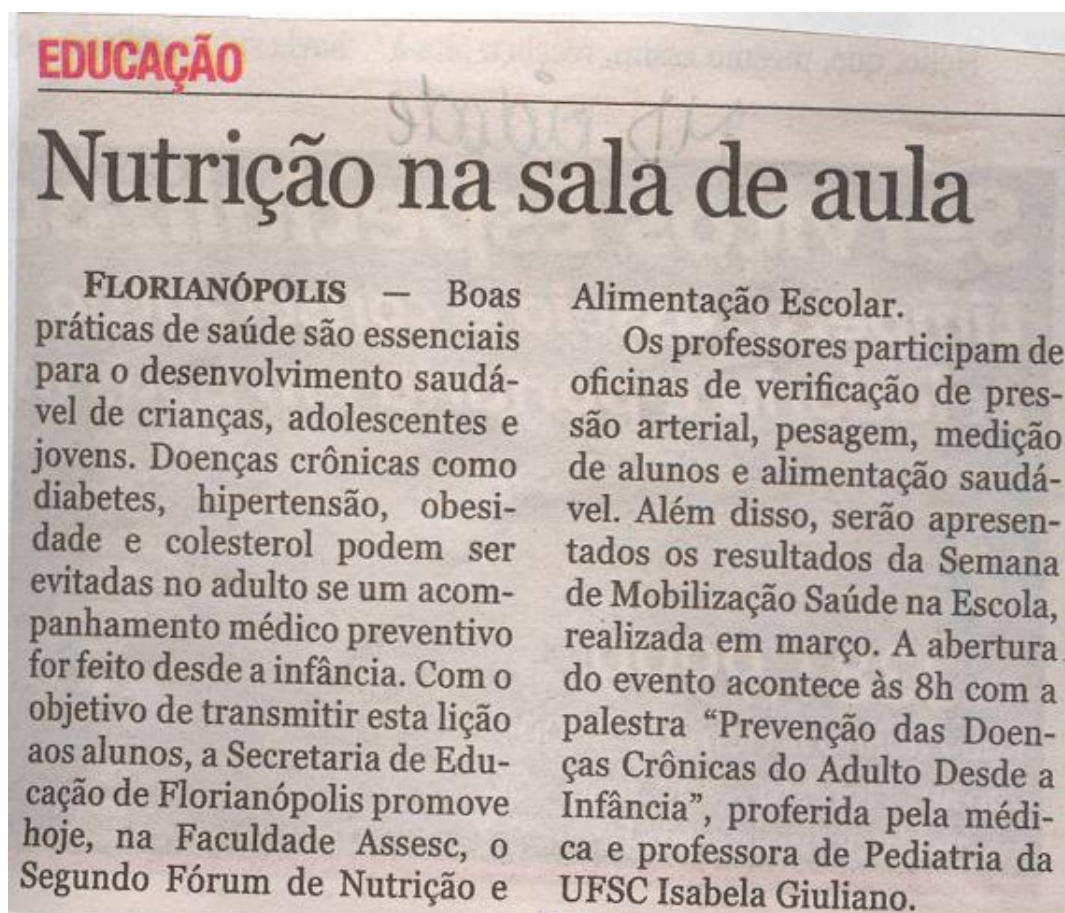 EDUCAÇÃO
Nutrição na sala de aula
FLORIANÓPOLIS — Boas
práticas de saúde são essenciais
para o desenvolvimento saudá-
vel de crianças, adolescentes e
jovens. Doenças crônicas como
diabetes, hipertensão, obesi-
dade e colesterol podem ser
evitadas no adulto se um acom-
panhamento médico preventivo
for feito desde a infância. Com o
objetivo de transmitir esta lição
aos alunos, a Secretaria de Edu-
cação de Florianópolis promove
hoje, na Faculdade Assesc, o
Segundo Fórum de Nutrição e
Alimentação Escolar.
Os professores participam de
oficinas de verificação de pres-
são arterial, pesagem, medição
de alunos e alimentação saudá-
vel. Além disso, serão apresen-
tados os resultados da Semana
de Mobilização Saúde na Escola,
realizada em março. A abertura
do evento acontece às 8h com a
palestra “Prevenção das Doen-
ças Crônicas do Adulto Desde a
Infância”, proferida pela médi-
ca e professora de Pediatria da
UFSC Isabela Giuliano.